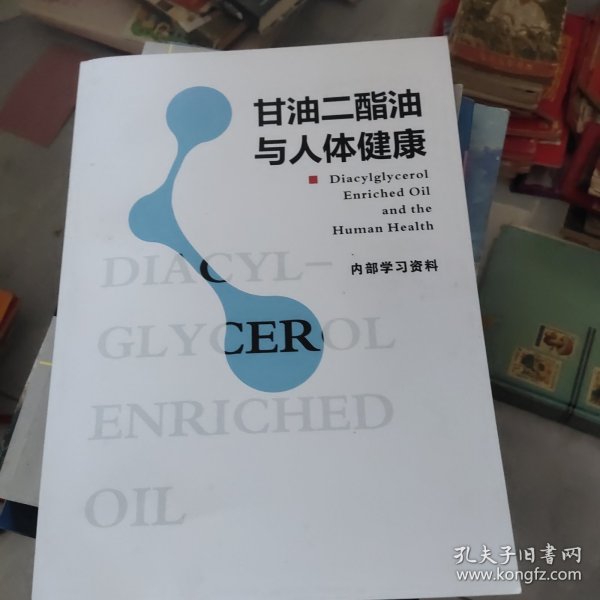 甘油二酯油
与人体健康
Diacylglycerol
Enriched Oil
and the
Human Health
内部学习资料
DIACYL-
GLYCEROL
ENRICHED
OIL
孔夫子旧书网
www.kongfz.com